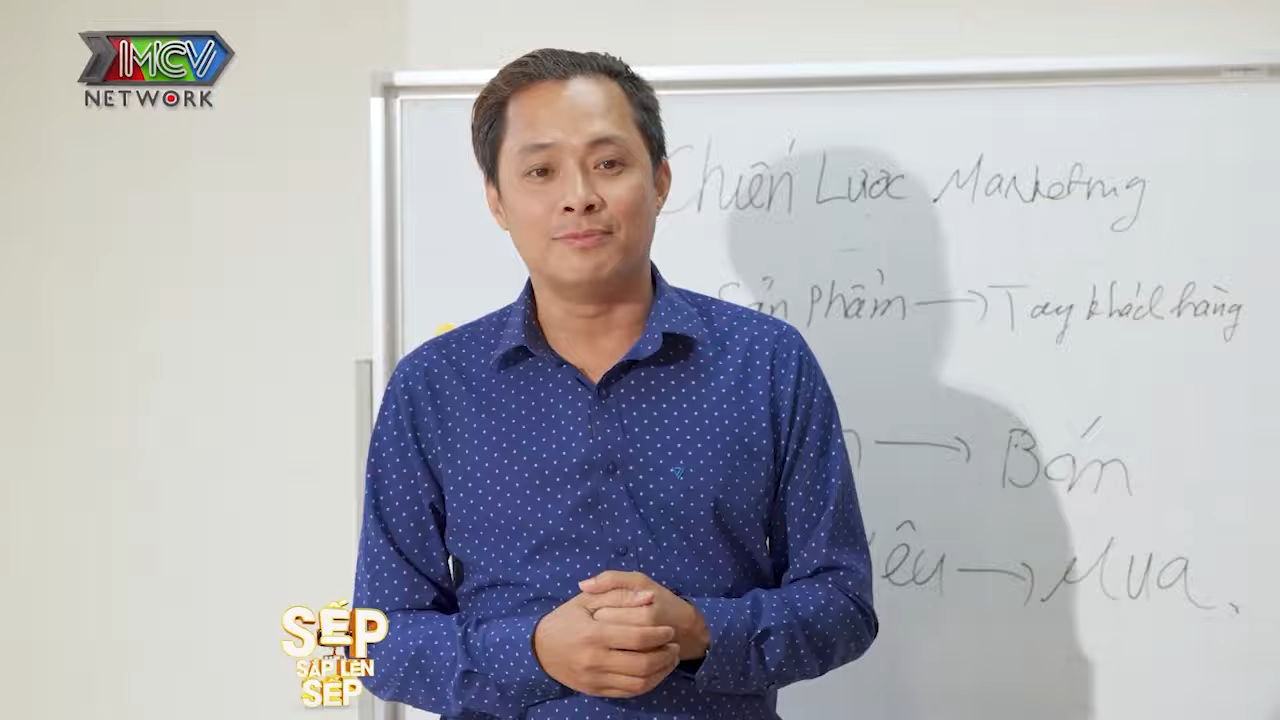 MCV
NETWORK
Chiến Lược Marketing
Sản phẩm → Tay khách hàng
→ Bán
→ Mua.
SẾP
SẮP LÊN
SẾP